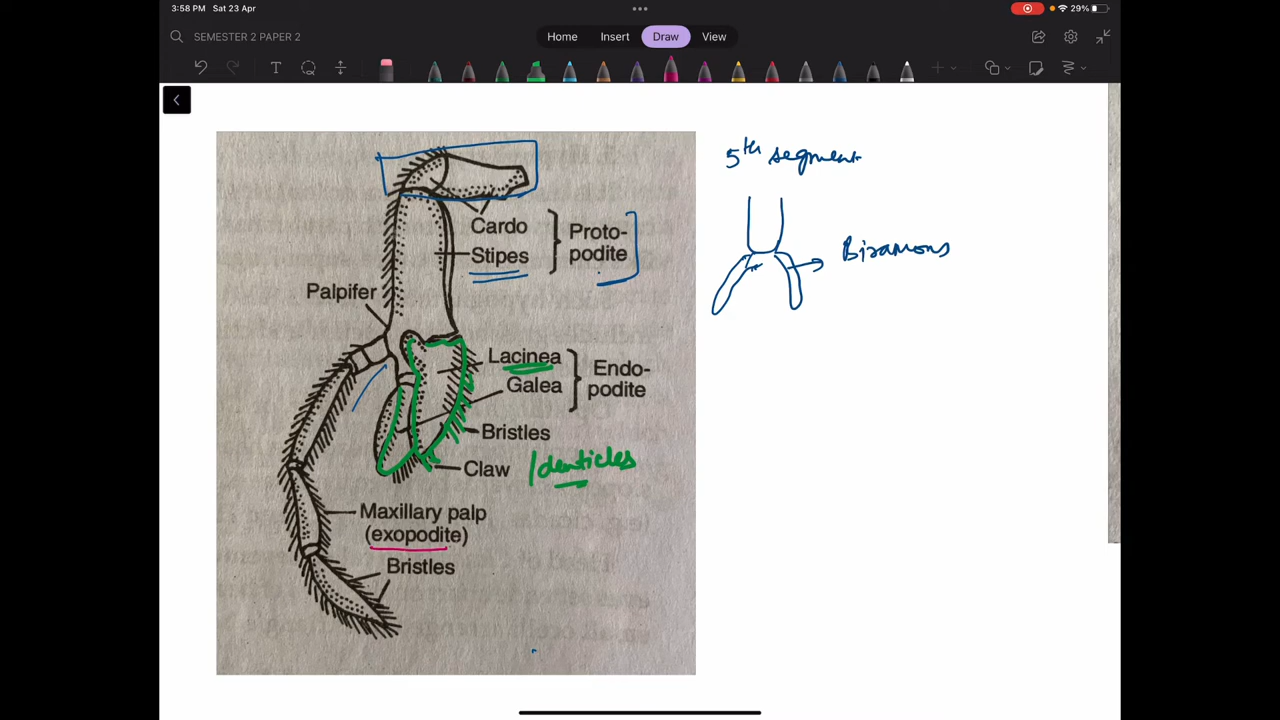 3:58 PM Sat 23 Apr
29%
SEMESTER 2 PAPER 2
Home Insert Draw View
5th segment
Cardo
Stipes
Proto-
podite
Biramous
Palpifer
Lacinea
Galea
Endo-
podite
Bristles
Claw /denticles
Maxillary palp
(exopodite)
Bristles